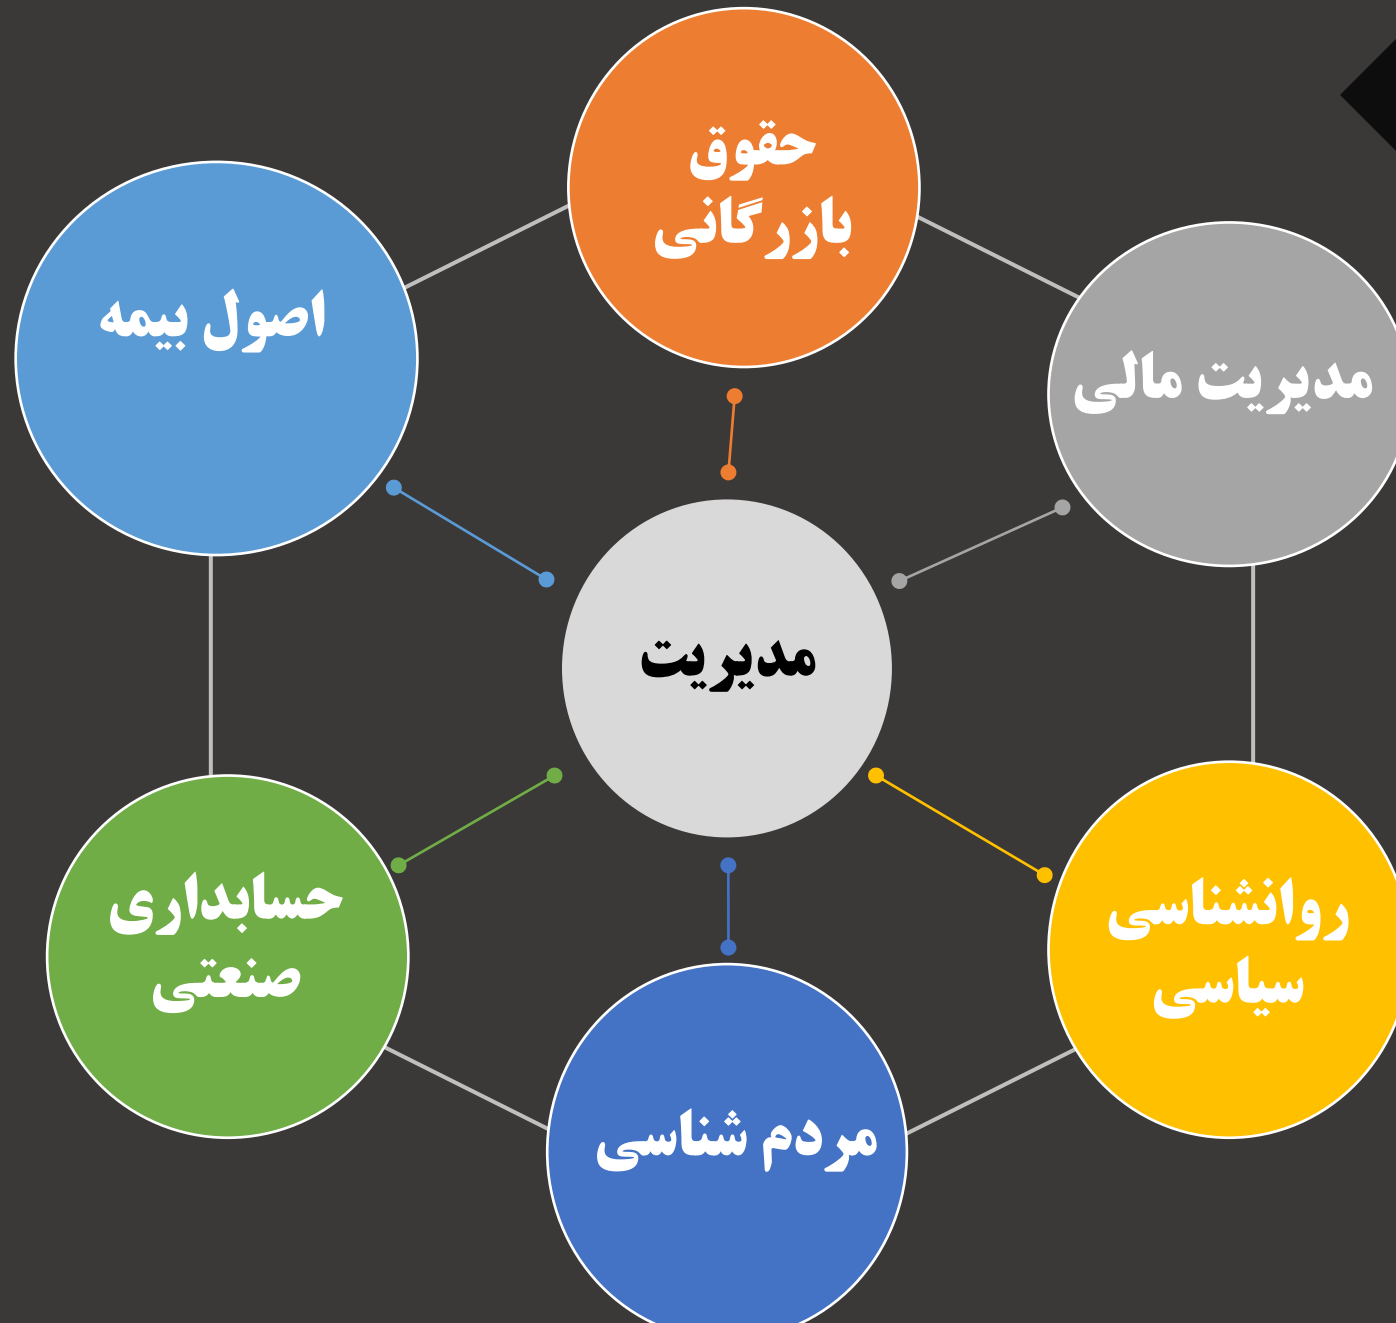 حقوق
بازرگانی
مدیریت مالی
اصول بیمه
مدیریت
روانشناسی
سیاسی
حسابداری
صنعتی
مردم شناسی